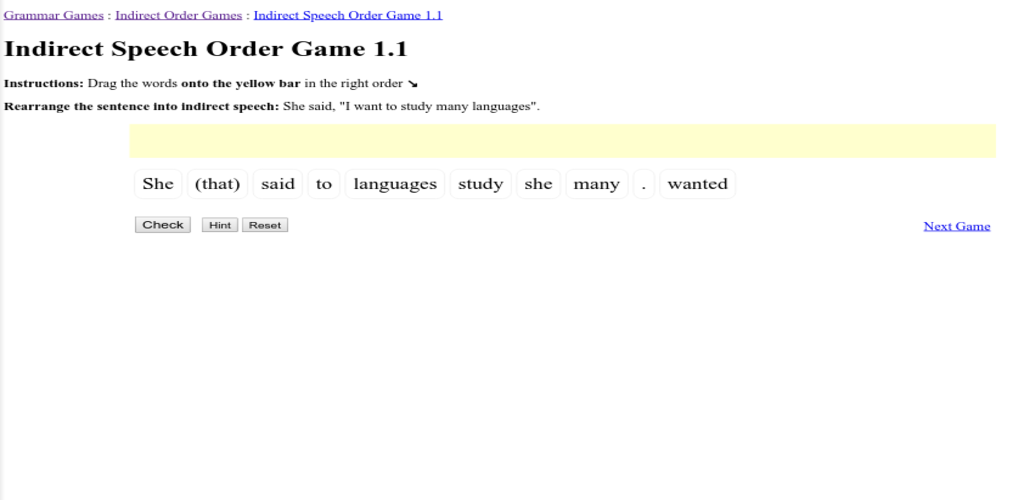 Grammar Games : Indirect Order Games : Indirect Speech Order Game 1.1
Indirect Speech Order Game 1.1
Instructions: Drag the words onto the yellow bar in the right order ➘
Rearrange the sentence into indirect speech: She said, "I want to study many languages".
She (that) said to languages study she many . wanted
Check Hint Reset Next Game